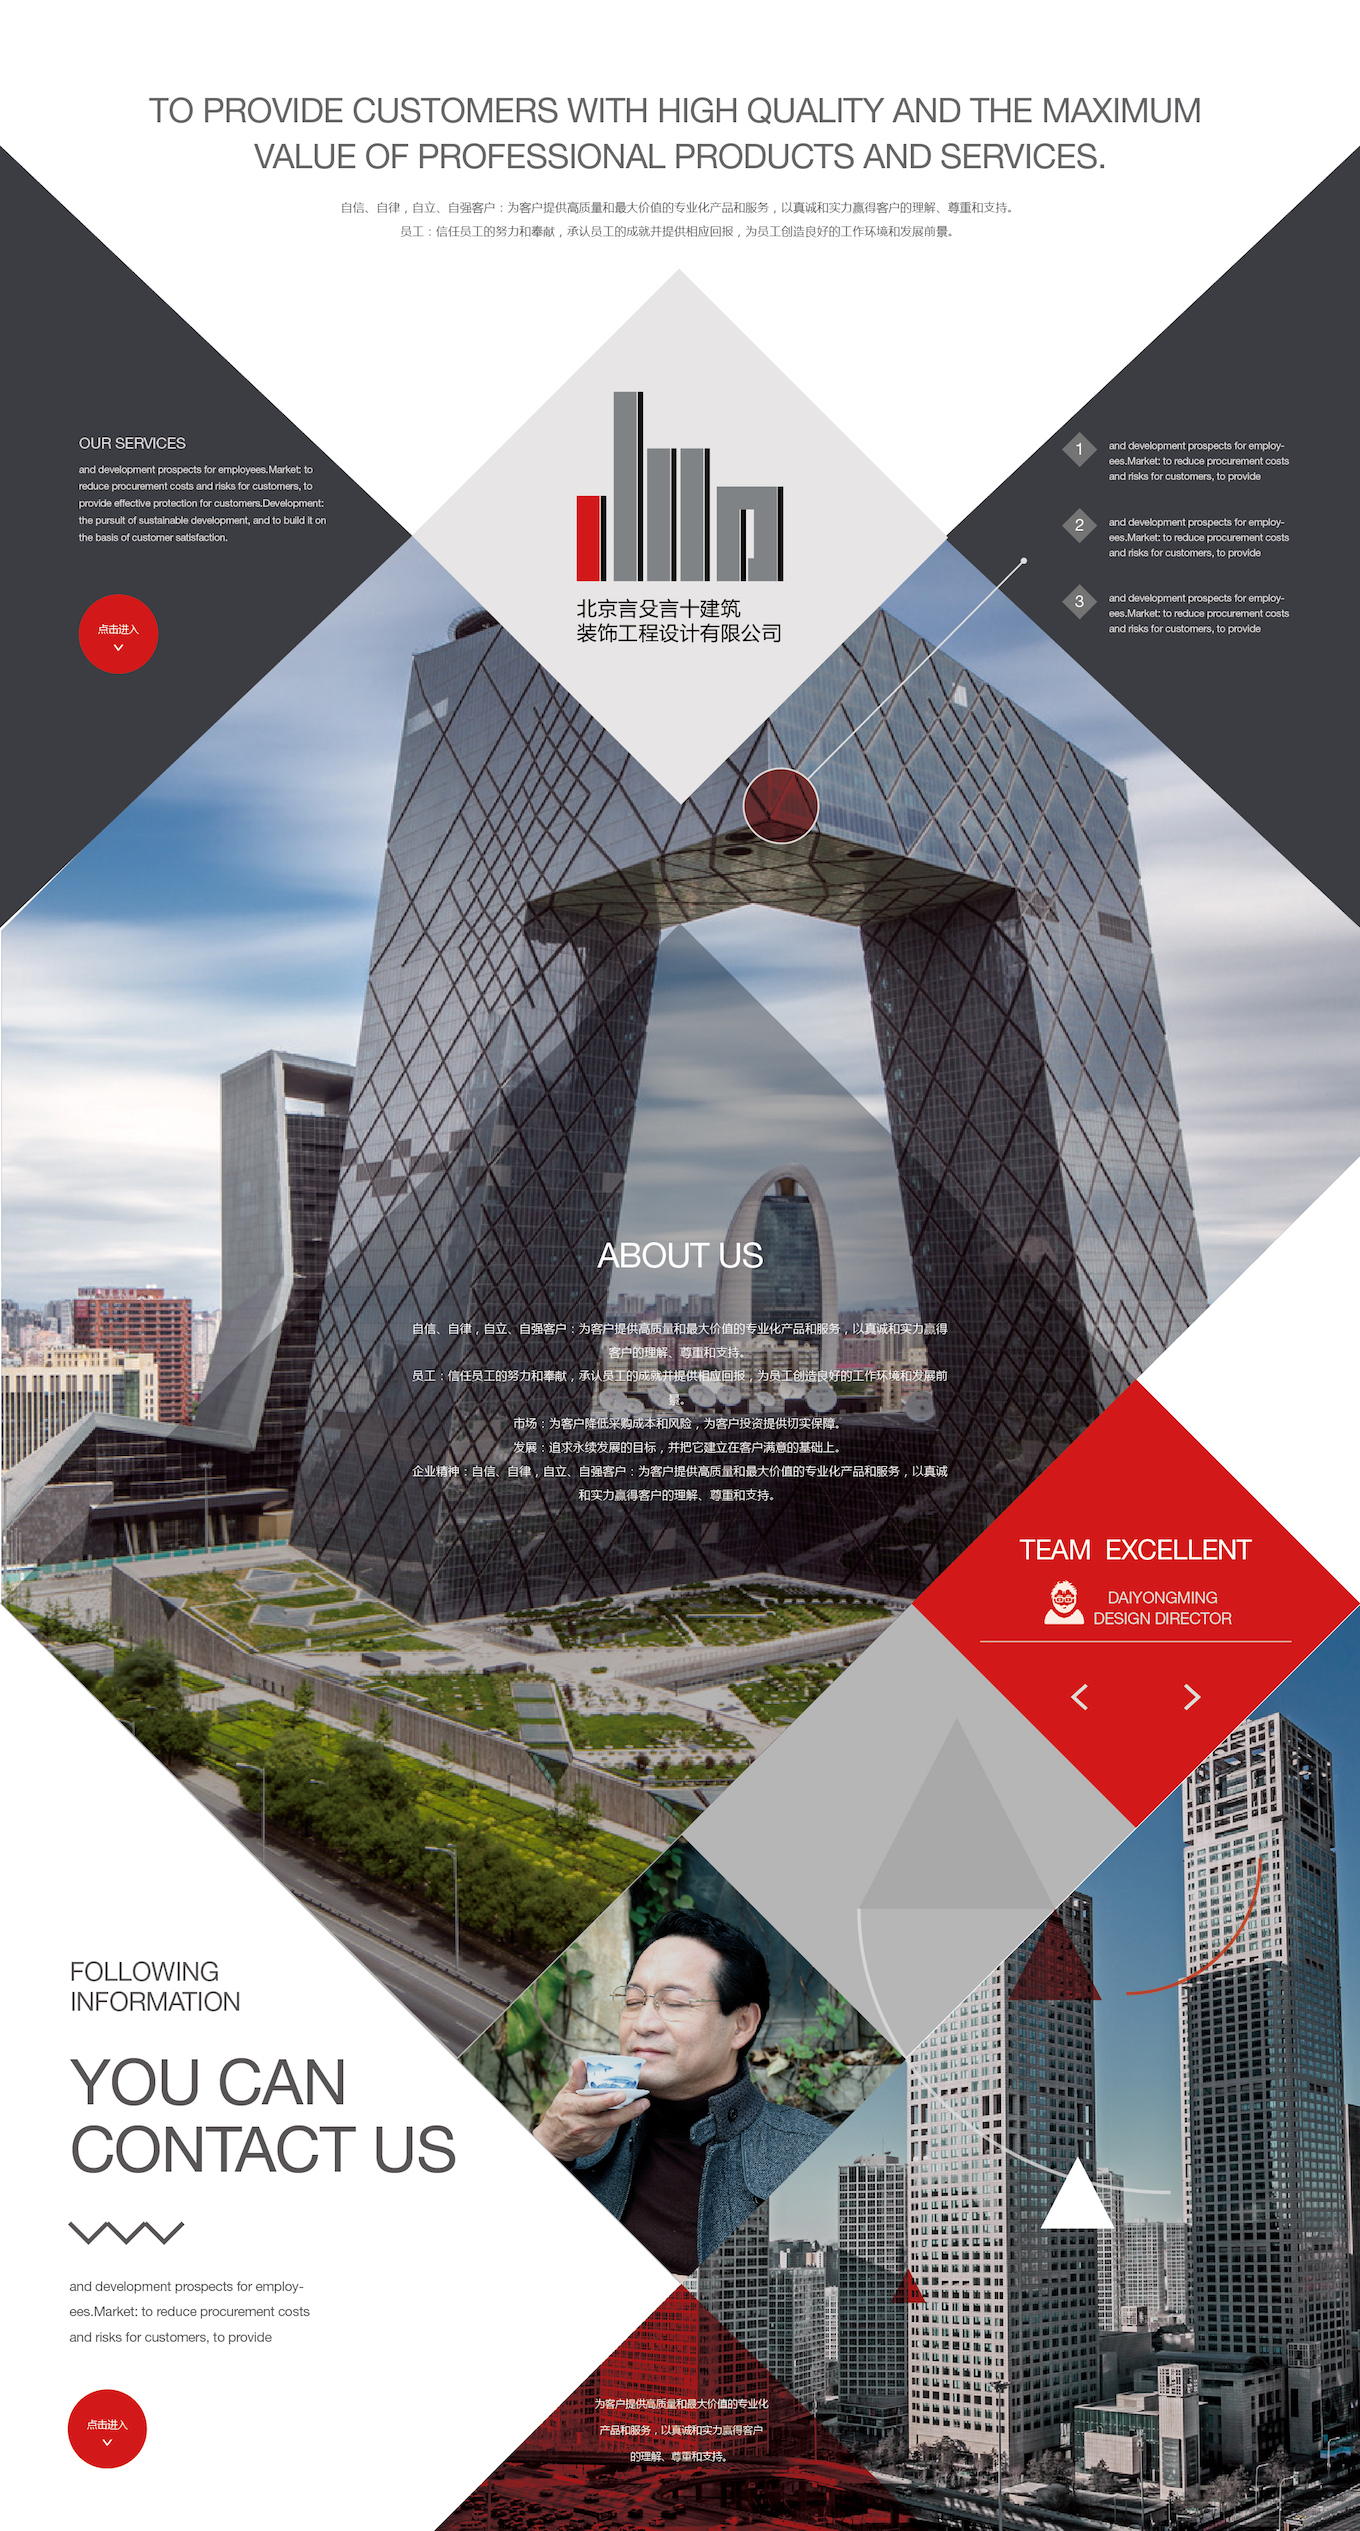 TO PROVIDE CUSTOMERS WITH HIGH QUALITY AND THE MAXIMUM
VALUE OF PROFESSIONAL PRODUCTS AND SERVICES.
自信、自律，自立、自强客户：为客户提供高质量和最大价值的专业化产品和服务，以真诚和实力赢得客户的理解、尊重和支持。
员工：信任员工的努力和奉献，承认员工的成就并提供相应回报，为员工创造良好的工作环境和发展前景。
OUR SERVICES
and development prospects for employees.Market: to
reduce procurement costs and risks for customers, to
provide effective protection for customers.Development:
the pursuit of sustainable development, and to build it on
the basis of customer satisfaction.
点击进入
北京言殳言十建筑
装饰工程设计有限公司
1
and development prospects for employ-
ees.Market: to reduce procurement costs
and risks for customers, to provide
2
and development prospects for employ-
ees.Market: to reduce procurement costs
and risks for customers, to provide
3
and development prospects for employ-
ees.Market: to reduce procurement costs
and risks for customers, to provide
ABOUT US
自信、自律，自立、自强客户：为客户提供高质量和最大价值的专业化产品和服务，以真诚和实力赢得
客户的理解、尊重和支持。
员工：信任员工的努力和奉献，承认员工的成就并提供相应回报，为员工创造良好的工作环境和发展前
景。
市场：为客户降低采购成本和风险，为客户投资提供切实保障。
发展：追求永续发展的目标，并把它建立在客户满意的基础上。
企业精神：自信、自律，自立、自强客户：为客户提供高质量和最大价值的专业化产品和服务，以真诚
和实力赢得客户的理解、尊重和支持。
TEAM EXCELLENT
DAIYONGMING
DESIGN DIRECTOR
FOLLOWING
INFORMATION
YOU CAN
CONTACT US
and development prospects for employ-
ees.Market: to reduce procurement costs
and risks for customers, to provide
点击进入
为客户提供高质量和最大价值的专业化
产品和服务，以真诚和实力赢得客户
的理解、尊重和支持。